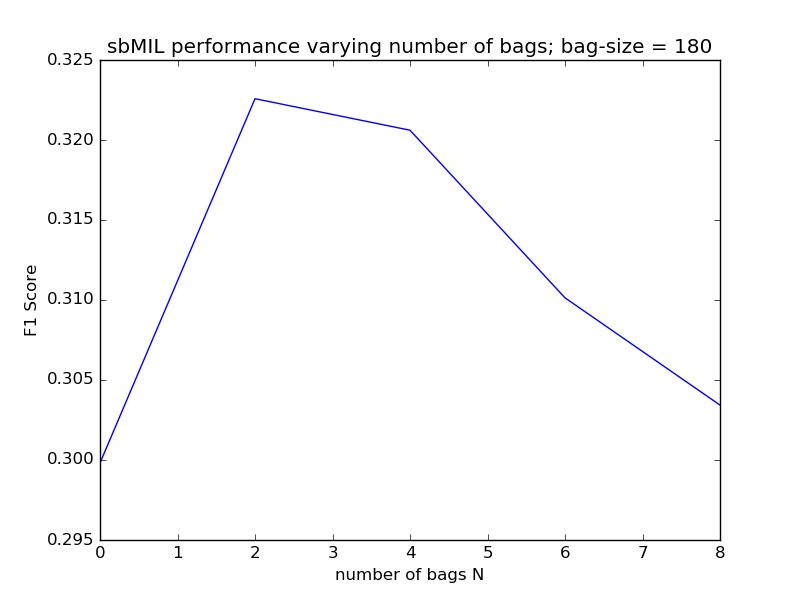 sbMIL performance varying number of bags; bag-size = 180
0.325
0.320
0.315
0.310
0.305
0.300
0.295
F1 Score
0 1 2 3 4 5 6 7 8
number of bags N